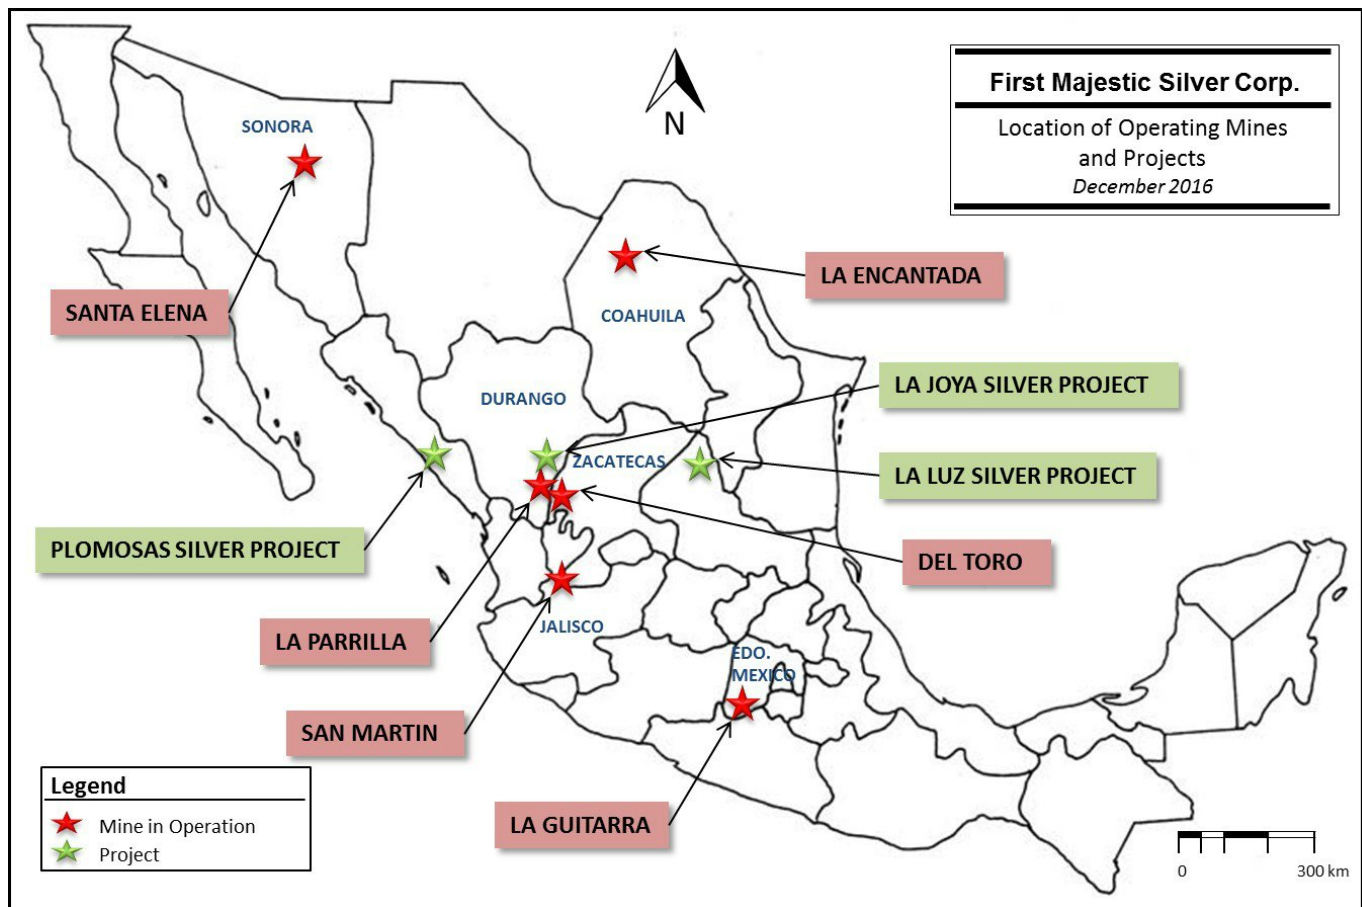 First Majestic Silver Corp.
Location of Operating Mines
and Projects
December 2016
N
SONORA
SANTA ELENA
LA ENCANTADA
COAHUILA
DURANGO
LA JOYA SILVER PROJECT
ZACATECAS
LA LUZ SILVER PROJECT
PLOMOSAS SILVER PROJECT
DEL TORO
LA PARRILLA
JALISCO
EDO.
MEXICO
SAN MARTIN
LA GUITARRA
Legend
Mine in Operation
Project
0 300 km